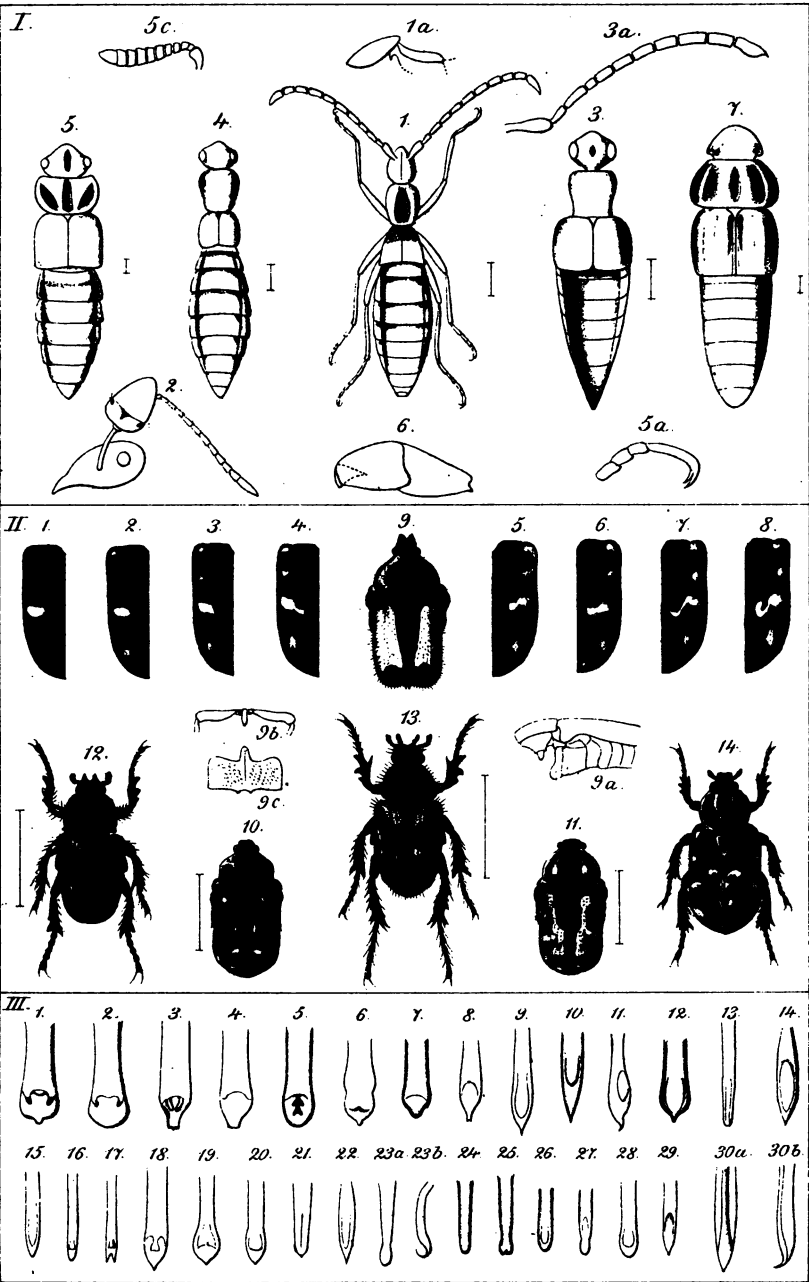 I.
5c. 1a. 3a.
5. 4. 1. 3. 7.
2. 6. 5a.
II. 1. 2. 3. 4. 9. 5. 6. 7. 8.
12. 9b. 13. 9a. 14.
9c.
10. 11.
III.
1. 2. 3. 4. 5. 6. 7. 8. 9. 10. 11. 12. 13. 14.
15. 16. 17. 18. 19. 20. 21. 22. 23a. 23b. 24. 25. 26. 27. 28. 29. 30a. 30b.